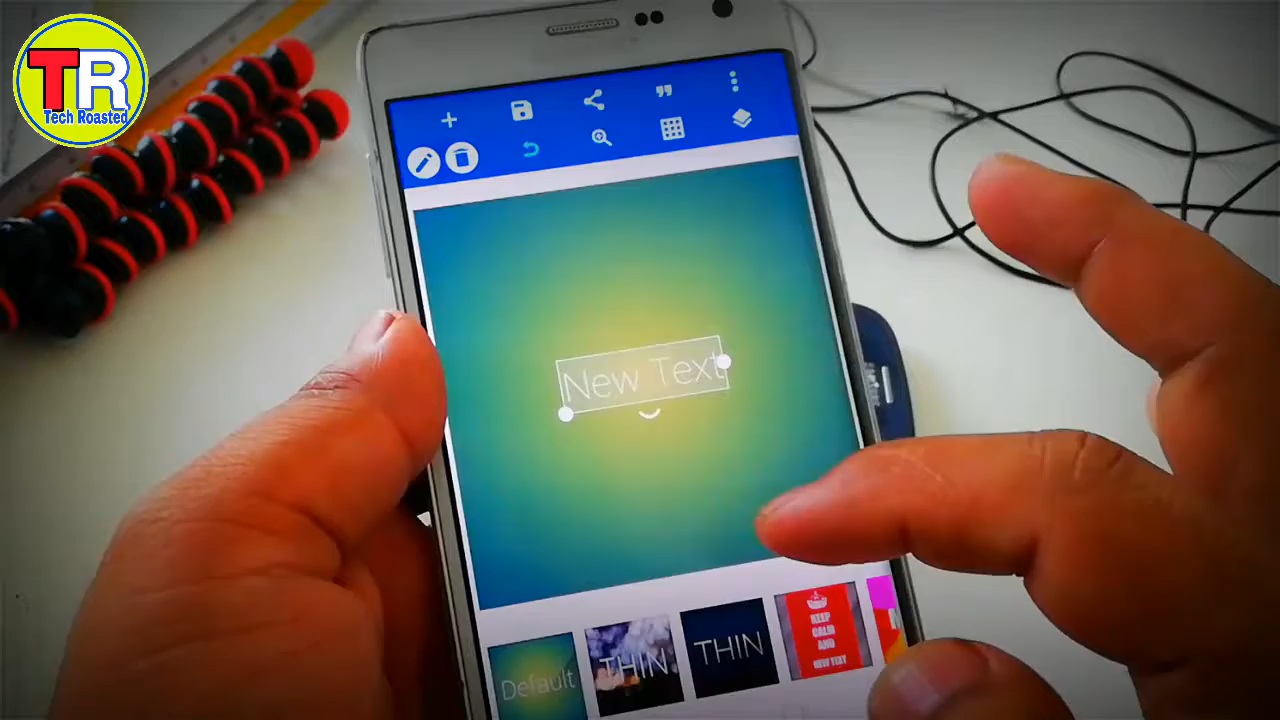 TR
Tech Roasted
New Text
Default
THIN
THIN
KEEP
CALM
AND
NEW TEXT